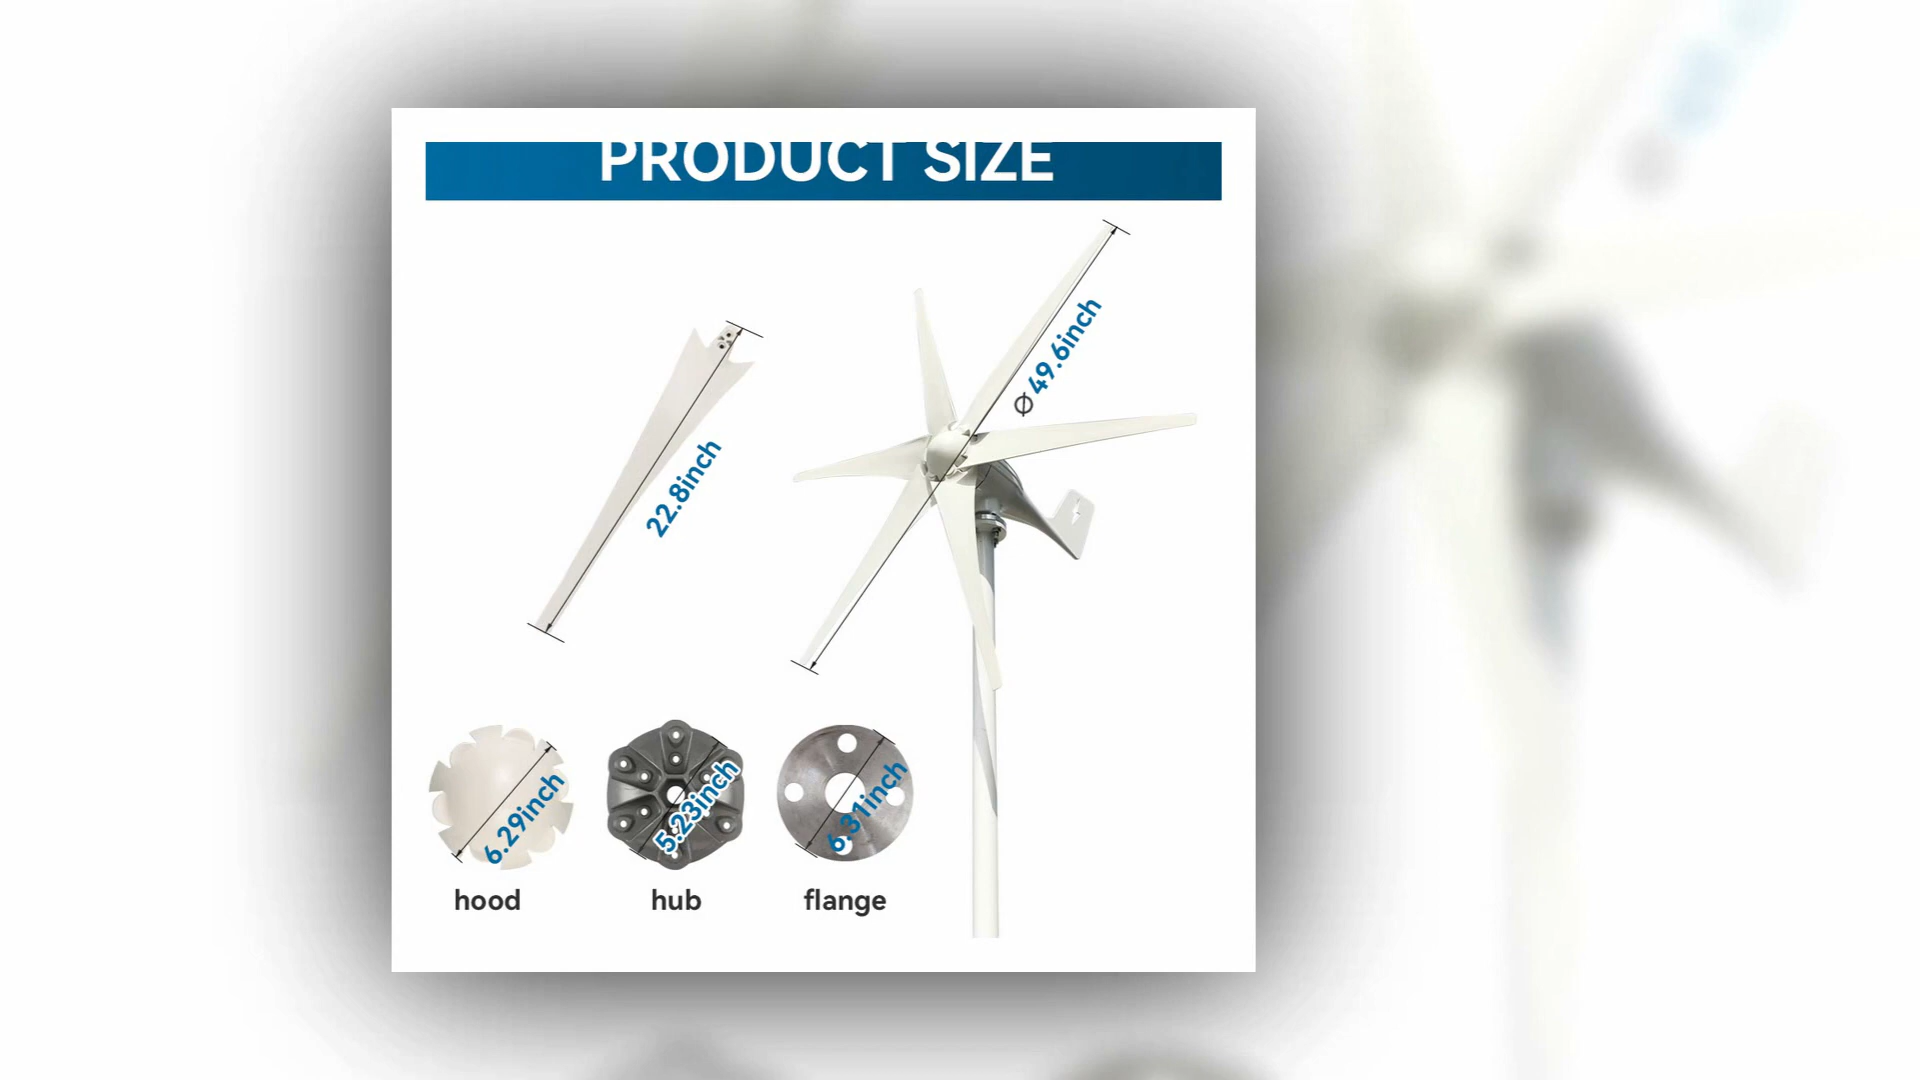 PRODUCT SIZE
22.8inch
Ø 49.6inch
6.29inch
5.23inch
6.31inch
hood
hub
flange